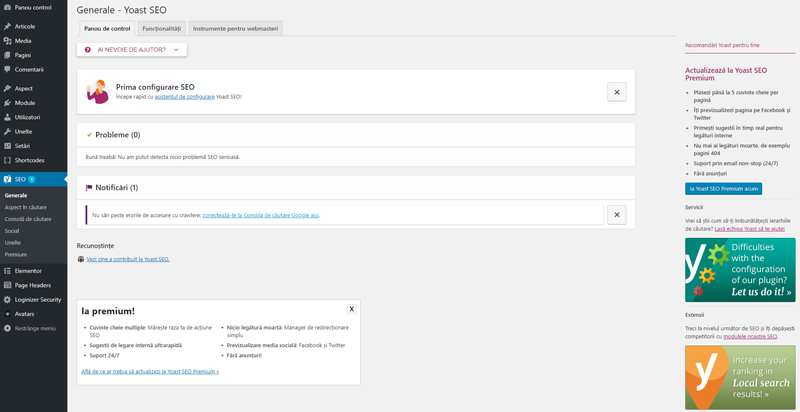 Panou control
Articole
Media
Pagini
Comentarii
Aspect
Module
Utilizatori
Unelte
Setări
Shortcodes
SEO 1
Generale
Aspect în căutare
Consolă de căutare
Social
Unelte
Premium
Elementor
Page Headers
Loginizer Security
Avatars
Restrânge meniu
Generale - Yoast SEO
Panou de control
Funcționalități
Instrumente pentru webmasteri
AI NEVOIE DE AJUTOR?
Prima configurare SEO
Începe rapid cu asistentul de configurare Yoast SEO!
Probleme (0)
Bună treabă! Nu am putut detecta nicio problemă SEO serioasă.
Notificări (1)
Nu sări peste erorile de accesare cu crawlere: conectează-te la Consola de căutare Google aici.
Recunoștințe
Vezi cine a contribuit la Yoast SEO.
Ia premium!
X
Cuvinte cheie multiple: Mărește raza ta de acțiune
SEO
Sugestii de legare internă ultrarapidă
Suport 24/7
Nicio legătură moartă: Manager de redirecționare
simplu
Previzualizare media socială: Facebook și Twitter
Fără anunțuri!
Află de ce ar trebui să actualizezi la Yoast SEO Premium »
Recomandări Yoast pentru tine
Actualizează la Yoast SEO
Premium
Plasezi până la 5 cuvinte cheie per
pagină
Îți previzualizezi pagina pe Facebook și
Twitter
Primești sugestii în timp real pentru
legături interne
Nu mai ai legături moarte, de exemplu
pagini 404
Suport prin email non-stop (24/7)
Fără anunțuri
Ia Yoast SEO Premium acum
Servicii
Vrei să știi cum să-ți îmbunătățești ierarhiile
de căutare? Lasă echipa Yoast să te ajute!
Difficulties
with the
configuration
of our plugin?
Let us do it! »
Extensii
Treci la nivelul următor de SEO și îți depășești
competitorii cu modulele noastre SEO.
Increase your
ranking in
Local search
results! »